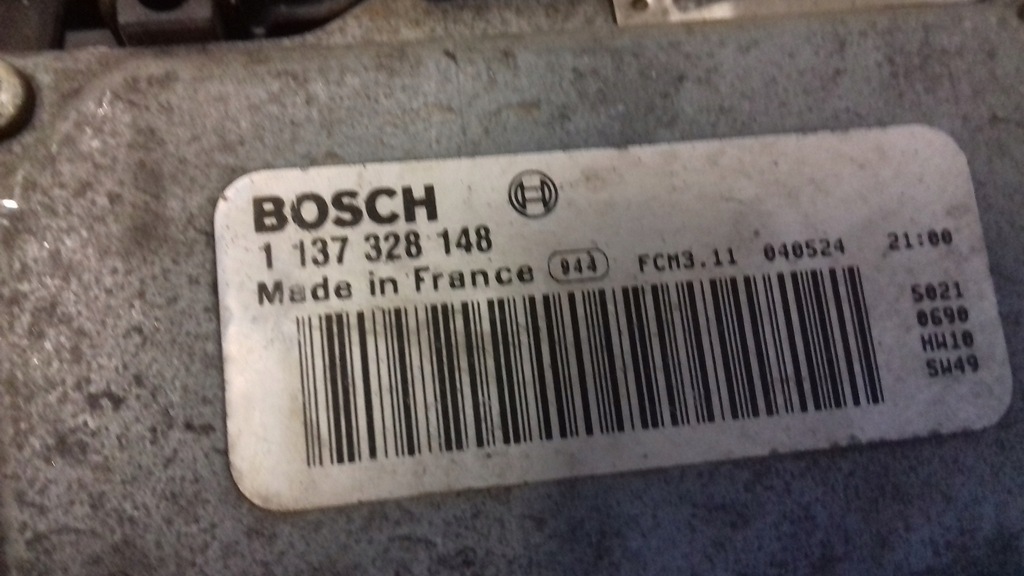 BOSCH
1 137 328 148
Made in France 944 FCM3.11 040524 21:00
5021
0690
HW10
SW49